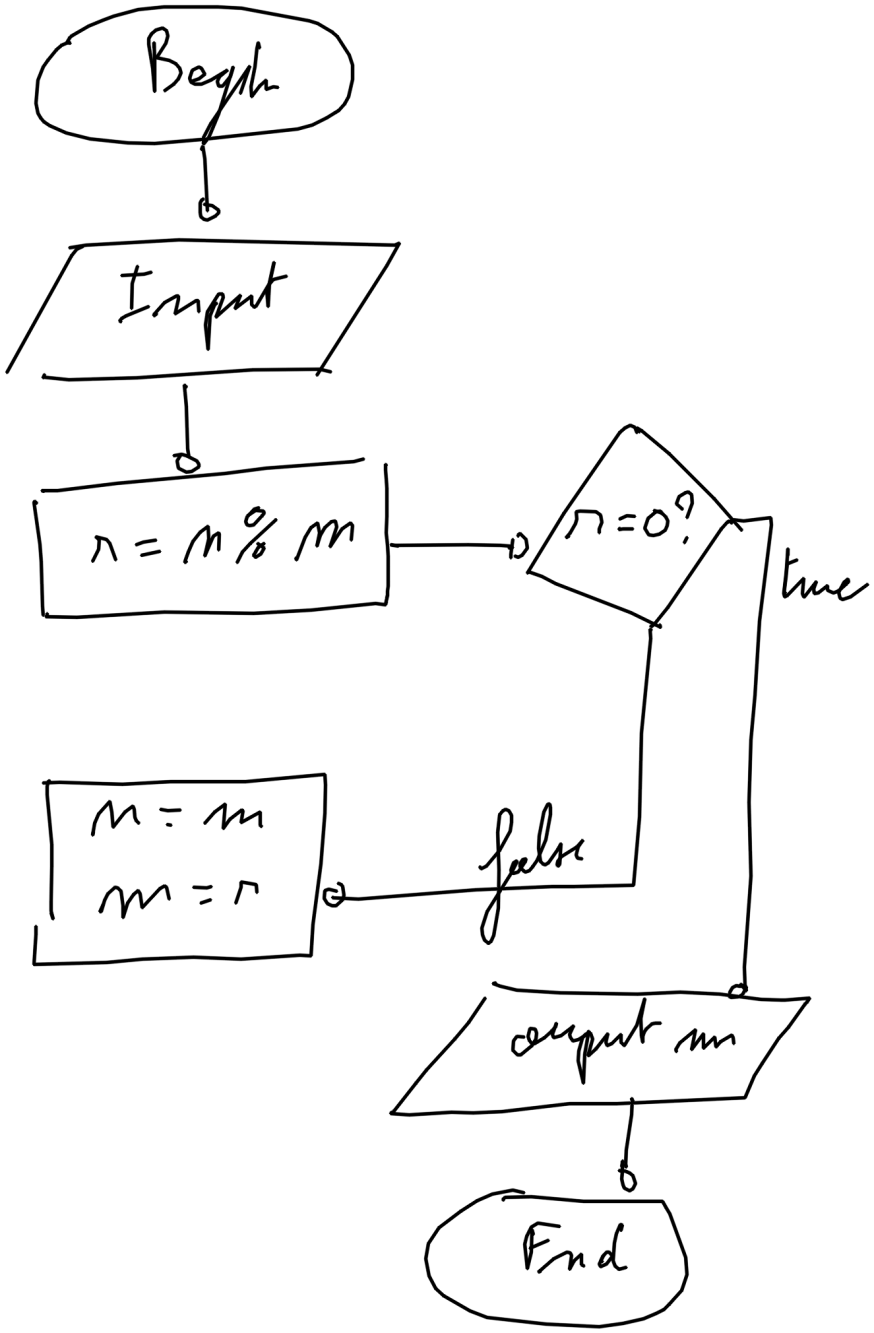 Begin
Input
r = n % m
r = 0?
true
n = m
m = r
false
output m
End